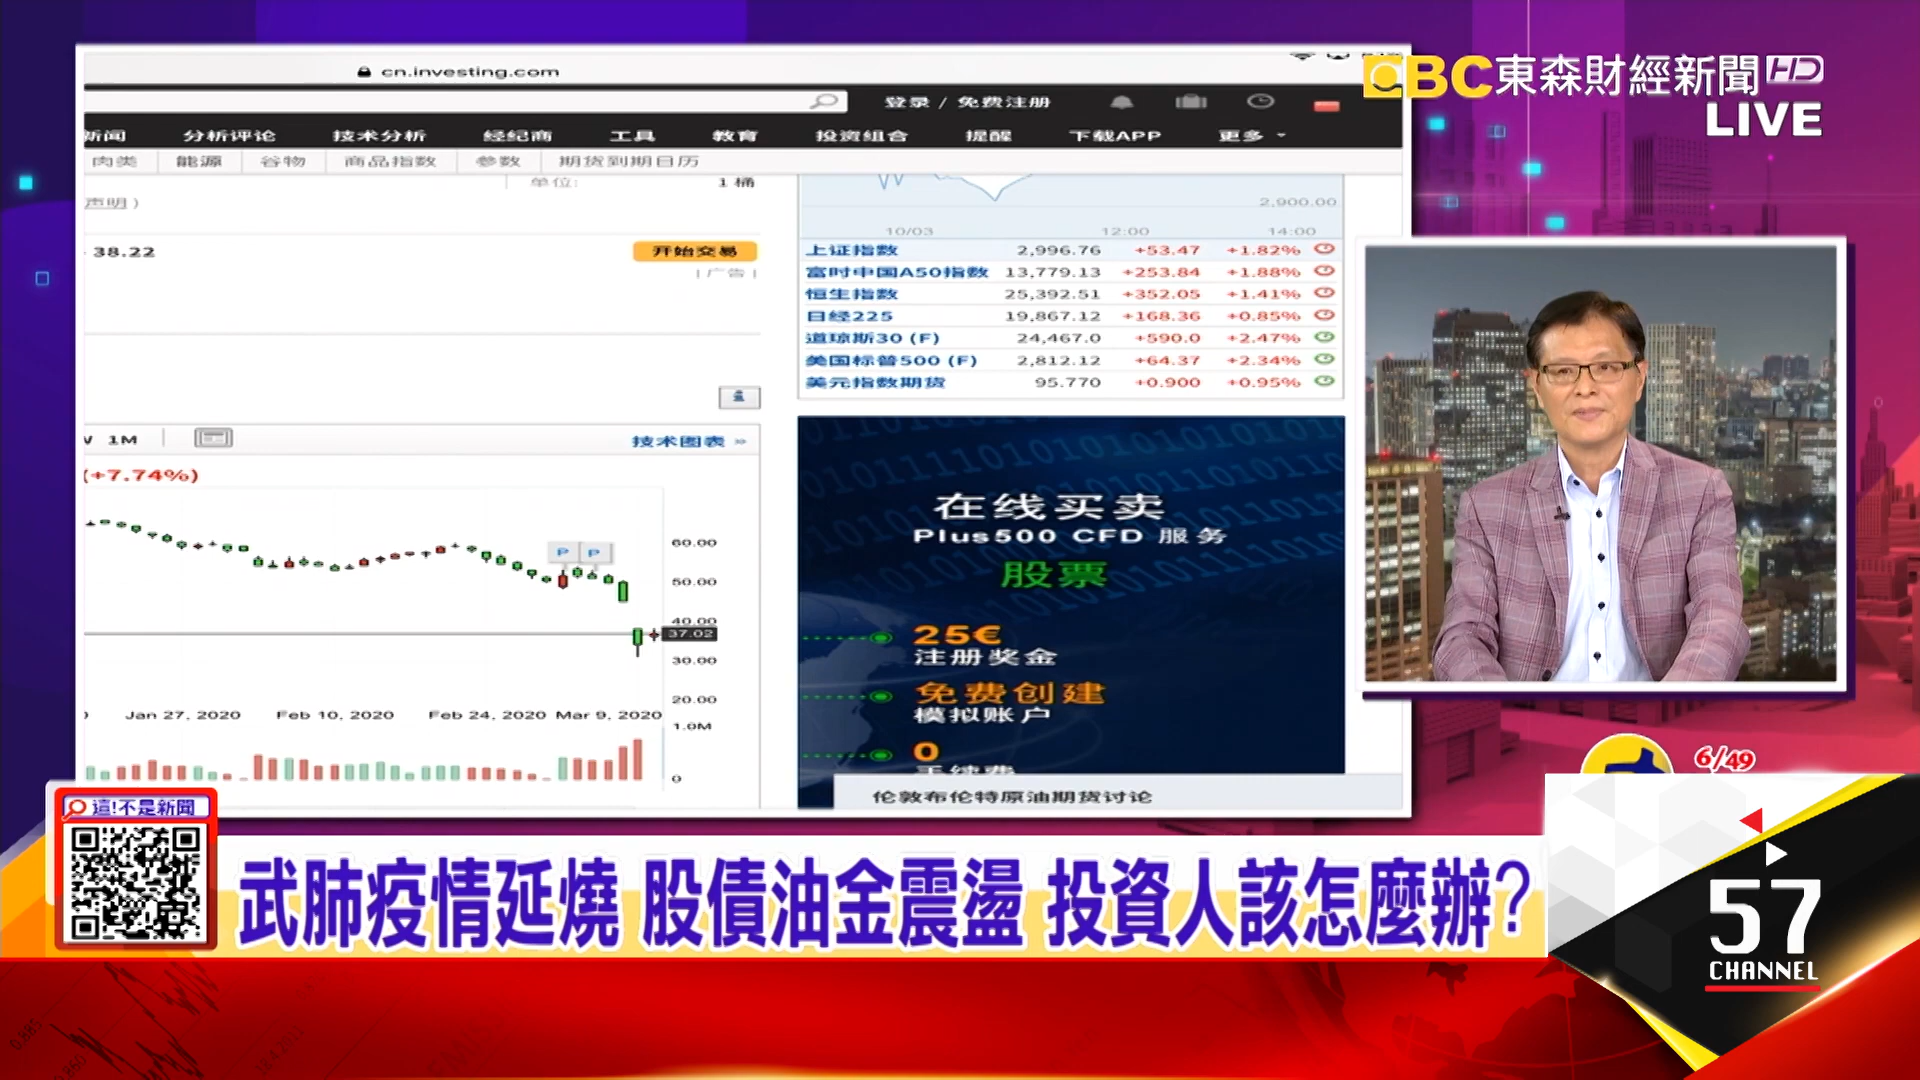 cn.investing.com
登录 / 免费注册
新闻 分析评论 技术分析 经纪商 工具 教育 投资组合 提醒 下载APP 更多
肉类 能源 谷物 商品指数 参数 期货到期日历
单位: 1 桶
声明)
38.22
开始交易
广告
1M
技术图表 »
(+7.74%)
P P
60.00
50.00
40.00
37.02
30.00
20.00
Jan 27, 2020 Feb 10, 2020 Feb 24, 2020 Mar 9, 2020
1.0M
0
2,900.00
10/03 12:00 14:00
上证指数 2,996.76 +53.47 +1.82%
富时中国A50指数 13,779.13 +253.84 +1.88%
恒生指数 25,392.51 +352.05 +1.41%
日经225 19,867.12 +168.36 +0.85%
道琼斯30 (F) 24,467.0 +590.0 +2.47%
美国标普500 (F) 2,812.12 +64.37 +2.34%
美元指数期货 95.770 +0.900 +0.95%
在线买卖
Plus500 CFD 服务
股票
25€
注册奖金
免费创建
模拟账户
0
手续费
伦敦布伦特原油期货讨论
EBC東森財經新聞HD
LIVE
6/49
這!不是新聞
武肺疫情延燒 股債油金震盪 投資人該怎麼辦?
57
CHANNEL